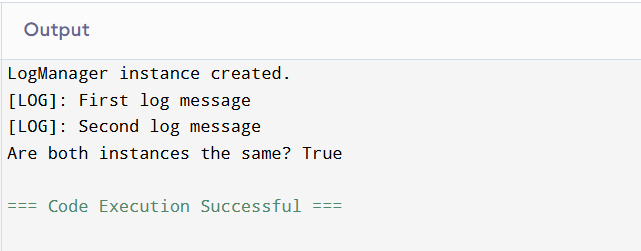 Output
LogManager instance created.
[LOG]: First log message
[LOG]: Second log message
Are both instances the same? True
=== Code Execution Successful ===